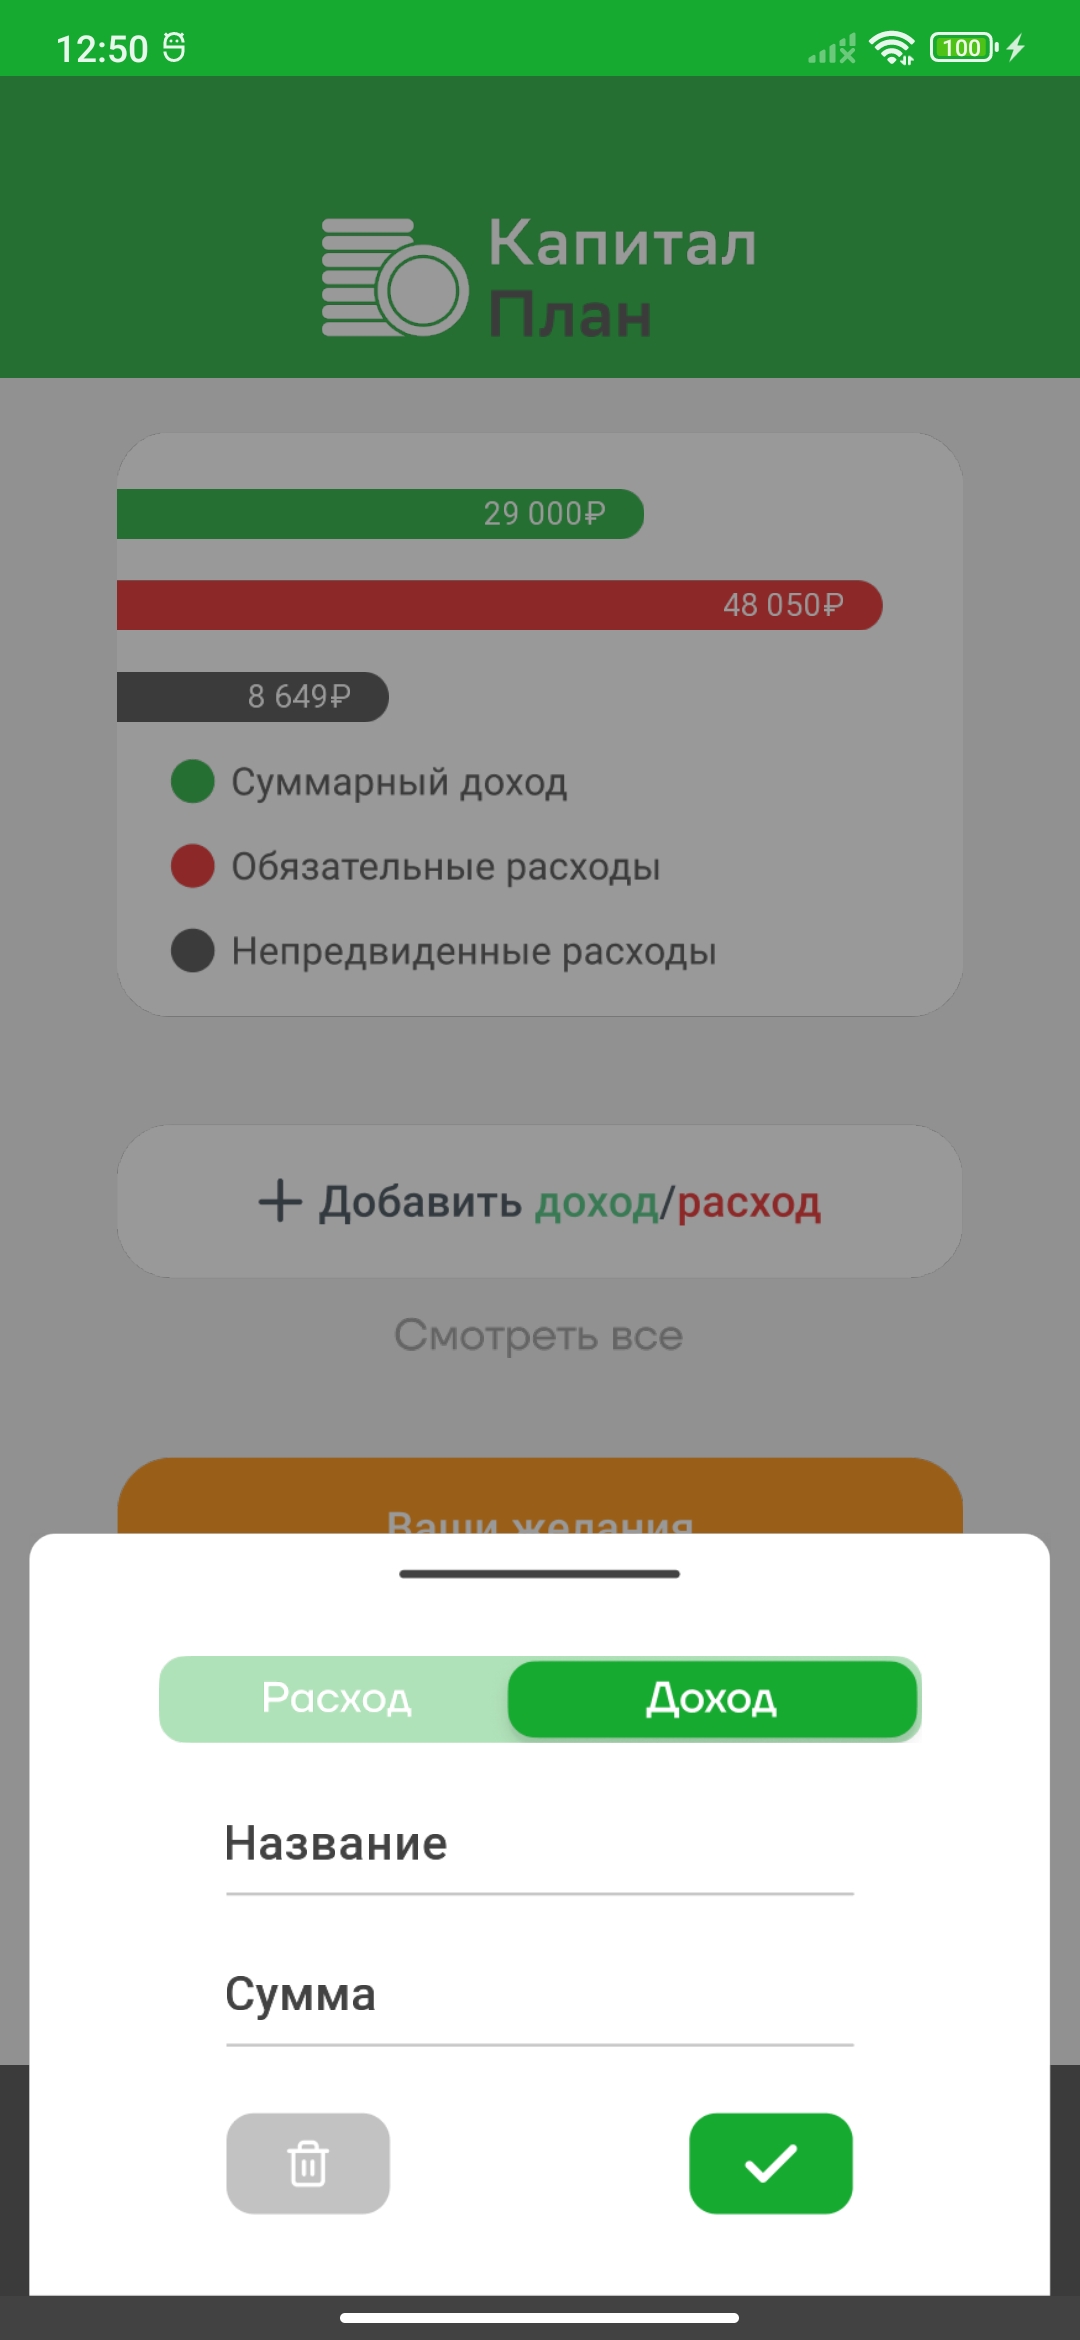 12:50
100
Капитал
План
29 000₽
48 050₽
8 649₽
Суммарный доход
Обязательные расходы
Непредвиденные расходы
Добавить доход/расход
Смотреть все
Ваши желания
Расход
Доход
Название
Сумма